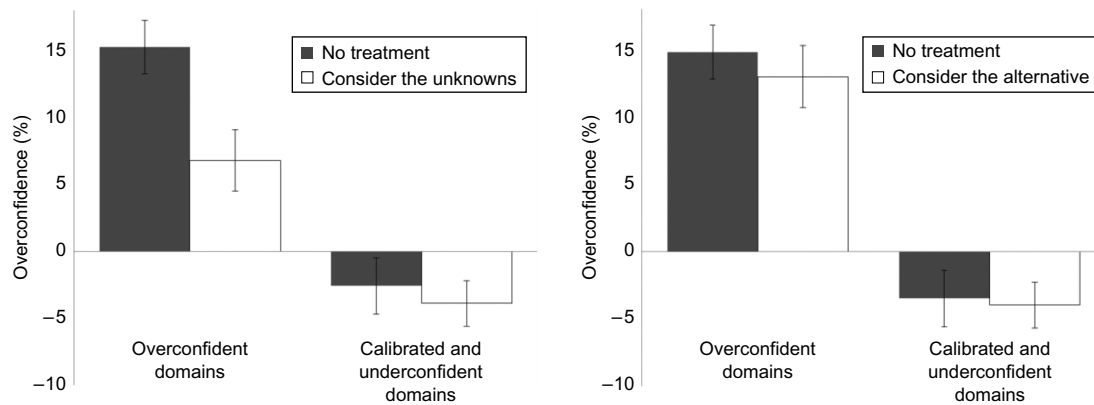 15
10
5
0
–5
–10
Overconfidence (%)
No treatment
Consider the unknowns
Overconfident
domains
Calibrated and
underconfident
domains
15
10
5
0
–5
–10
Overconfidence (%)
No treatment
Consider the alternative
Overconfident
domains
Calibrated and
underconfident
domains